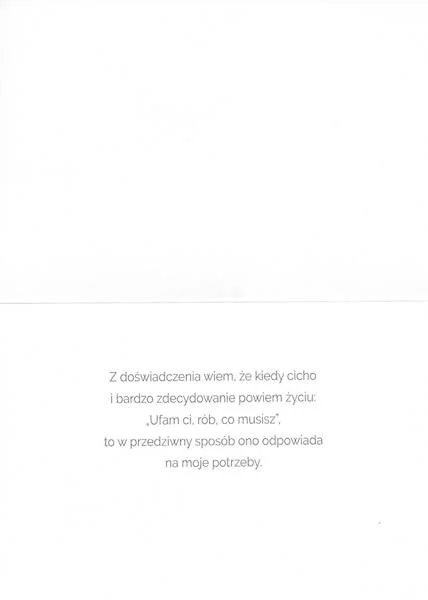 Z doświadczenia wiem, że kiedy cicho
i bardzo zdecydowanie powiem życiu:
„Ufam ci, rób, co musisz”,
to w przedziwny sposób ono odpowiada
na moje potrzeby.